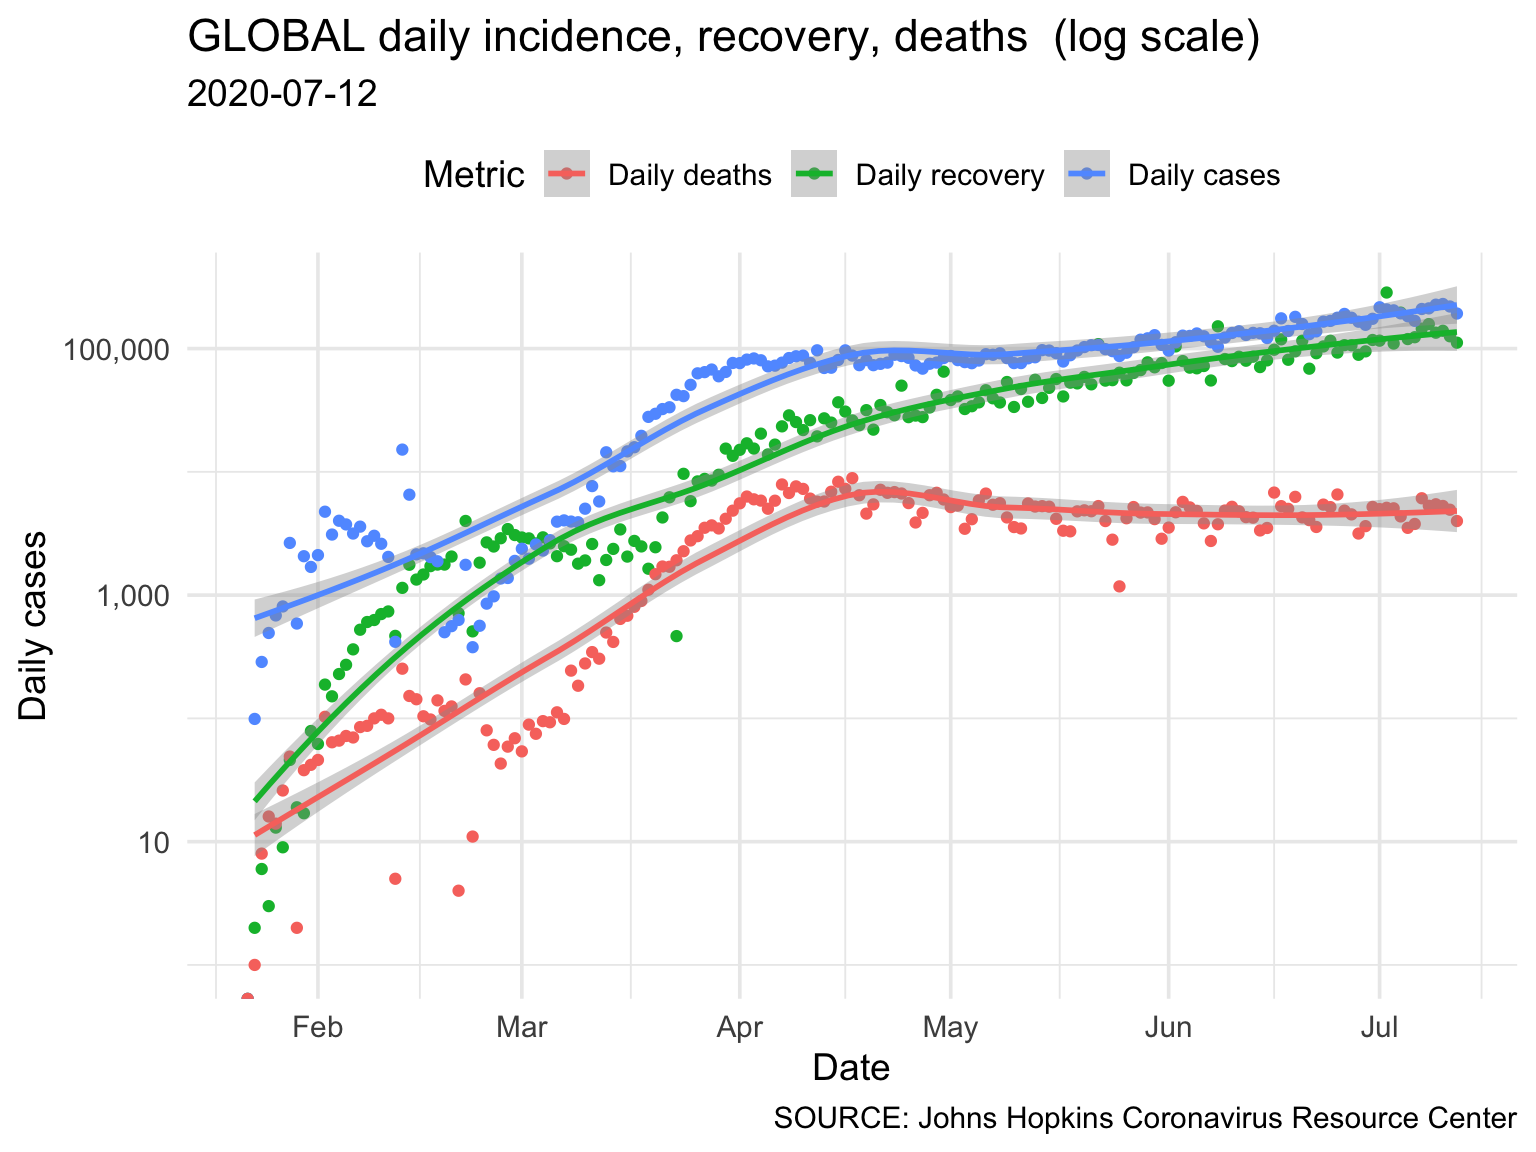 GLOBAL daily incidence, recovery, deaths  (log scale)
2020-07-12
Metric Daily deaths Daily recovery Daily cases
100,000
1,000
10
Daily cases
Feb Mar Apr May Jun Jul
Date
SOURCE: Johns Hopkins Coronavirus Resource Center